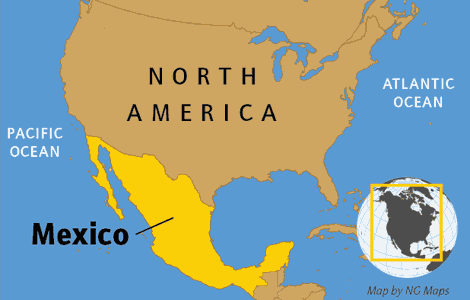 NORTH
AMERICA
ATLANTIC
OCEAN
PACIFIC
OCEAN
Mexico
Map by NG Maps